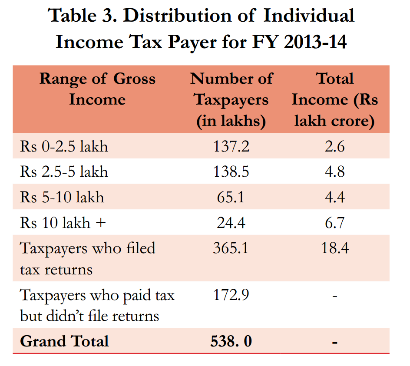 Table 3. Distribution of Individual
Income Tax Payer for FY 2013-14
Range of Gross Number of Total
Income Taxpayers Income (Rs
(in lakhs) lakh crore)
Rs 0-2.5 lakh 137.2 2.6
Rs 2.5-5 lakh 138.5 4.8
Rs 5-10 lakh 65.1 4.4
Rs 10 lakh + 24.4 6.7
Taxpayers who filed 365.1 18.4
tax returns
Taxpayers who paid tax 172.9 -
but didn't file returns
Grand Total 538. 0 -